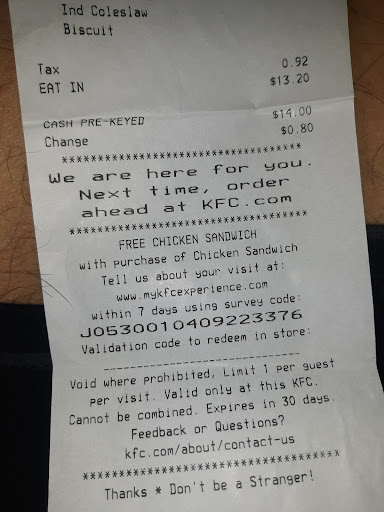 Ind Coleslaw
Biscuit
Tax 0.92
EAT IN $13.20
CASH PRE-KEYED $14.00
Change $0.80
************************************
We are here for you.
Next time, order
ahead at KFC.com
************************************
FREE CHICKEN SANDWICH
with purchase of Chicken Sandwich
Tell us about your visit at:
www.mykfcexperience.com
within 7 days using survey code:
J0530010409223376
Validation code to redeem in store:
____________________________
Void where prohibited, Limit 1 per guest
per visit. Valid only at this KFC.
Cannot be combined. Expires in 30 days.
Feedback or Questions?
kfc.com/about/contact-us
************************************
Thanks * Don't be a Stranger!